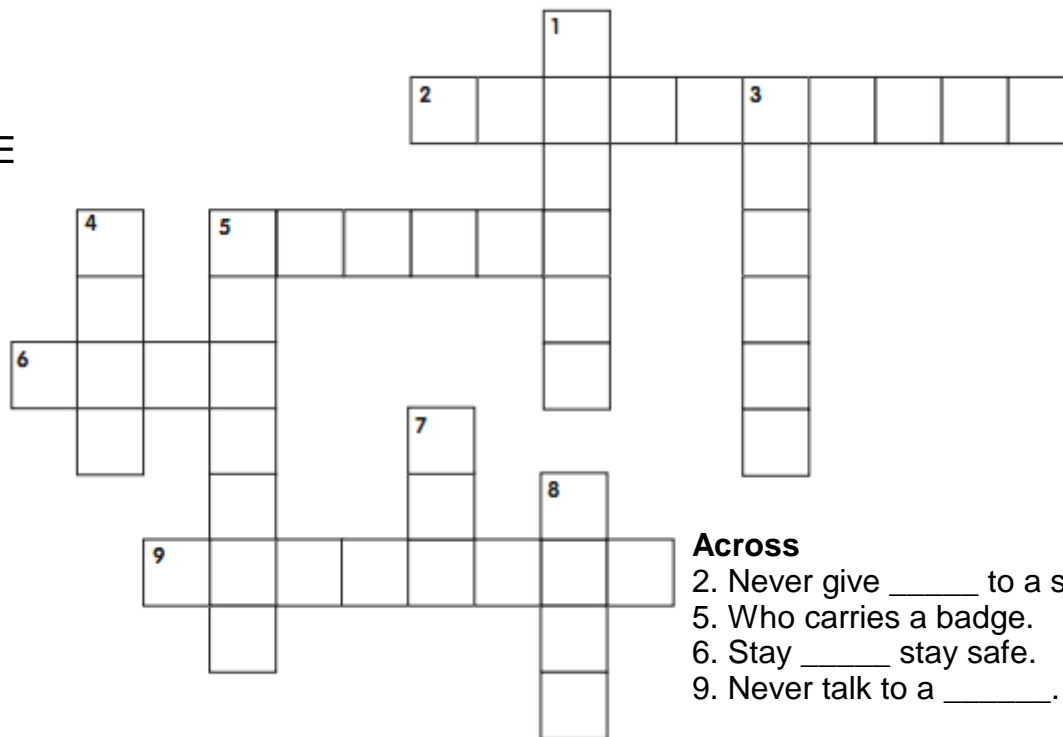 1
2
3
E
4
5
6
7
8
9
Across
2. Never give _____ to a s
5. Who carries a badge.
6. Stay _____ stay safe.
9. Never talk to a ______.